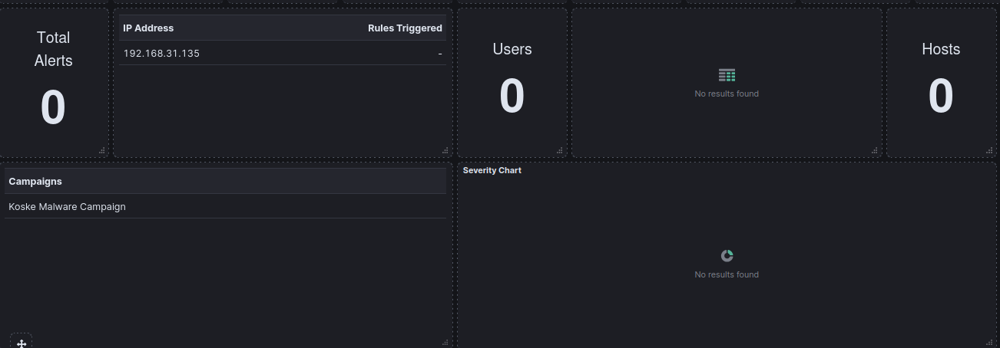 Total
Alerts
0
IP Address Rules Triggered
192.168.31.135 -
Users
0
No results found
Hosts
0
Campaigns
Koske Malware Campaign
Severity Chart
No results found